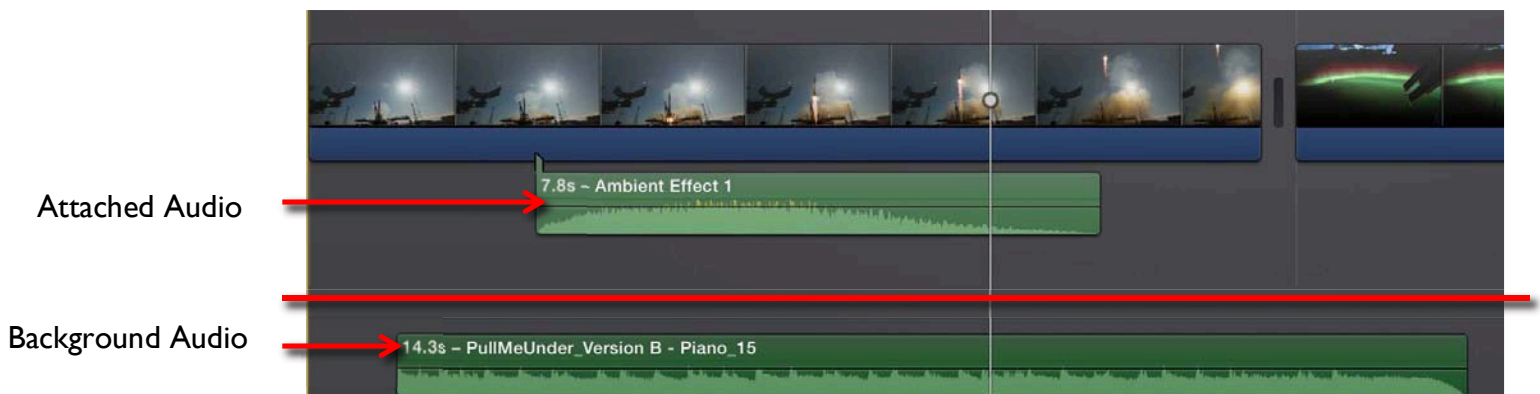 7.8s – Ambient Effect 1
Attached Audio
Background Audio
14.3s – PullMeUnder_Version B - Piano_15